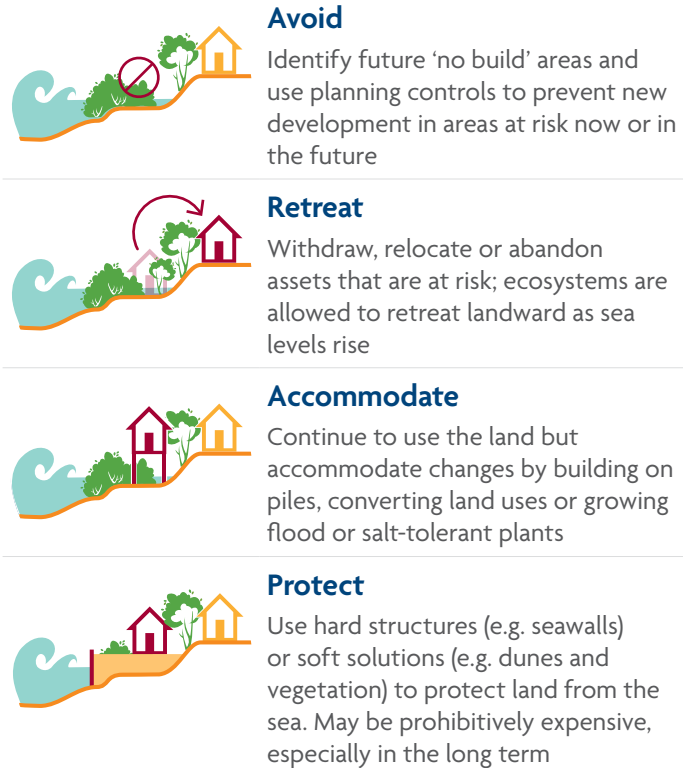 Avoid
Identify future ‘no build’ areas and
use planning controls to prevent new
development in areas at risk now or in
the future
Retreat
Withdraw, relocate or abandon
assets that are at risk; ecosystems are
allowed to retreat landward as sea
levels rise
Accommodate
Continue to use the land but
accommodate changes by building on
piles, converting land uses or growing
flood or salt-tolerant plants
Protect
Use hard structures (e.g. seawalls)
or soft solutions (e.g. dunes and
vegetation) to protect land from the
sea. May be prohibitively expensive,
especially in the long term